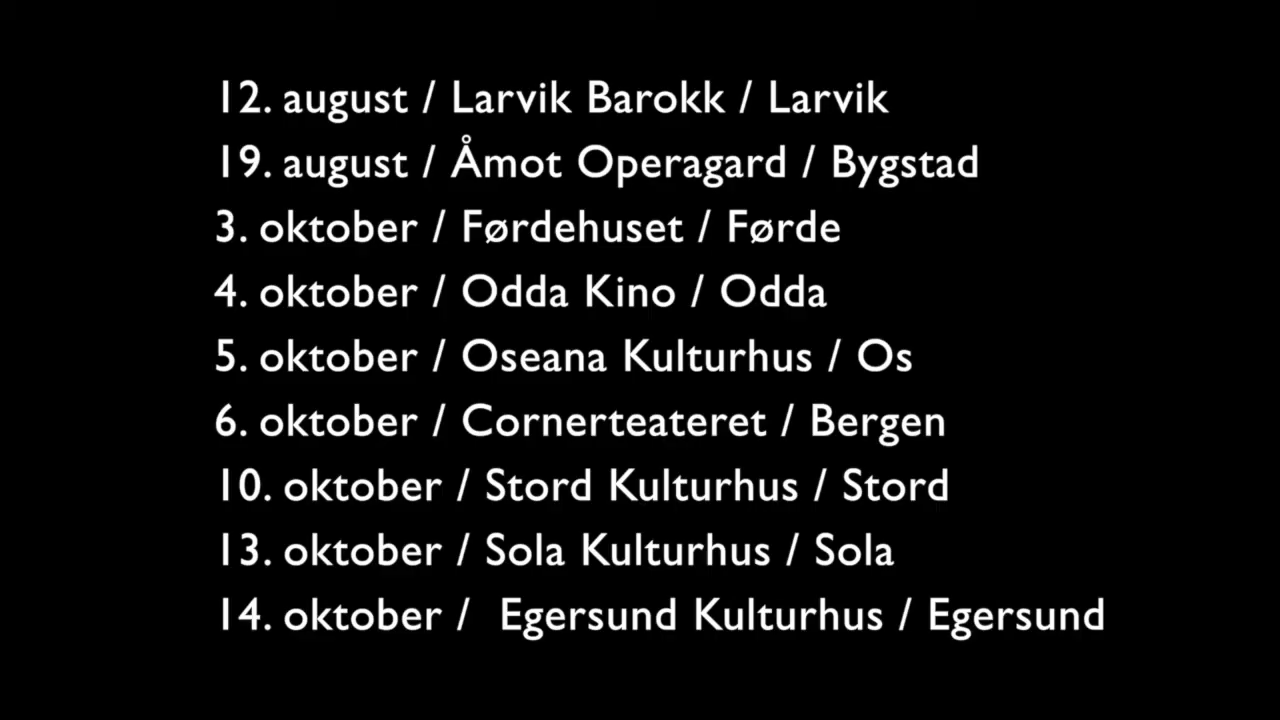 12. august / Larvik Barokk / Larvik
19. august / Åmot Operagard / Bygstad
3. oktober / Førdehuset / Førde
4. oktober / Odda Kino / Odda
5. oktober / Oseana Kulturhus / Os
6. oktober / Cornerteateret / Bergen
10. oktober / Stord Kulturhus / Stord
13. oktober / Sola Kulturhus / Sola
14. oktober /  Egersund Kulturhus / Egersund